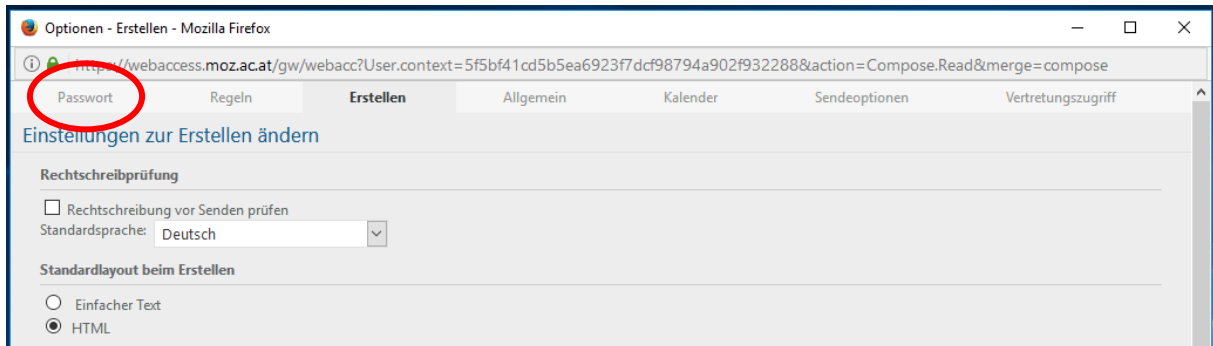 Optionen - Erstellen - Mozilla Firefox
https://webaccess.moz.ac.at/gw/webacc?User.context=5f5bf41cd5b5ea6923f7dcf98794a902f932288&action=Compose.Read&merge=compose
Passwort Regeln Erstellen Allgemein Kalender Sendeoptionen Vertretungszugriff
Einstellungen zur Erstellen ändern
Rechtschreibprüfung
Rechtschreibung vor Senden prüfen
Standardsprache: Deutsch
Standardlayout beim Erstellen
Einfacher Text
HTML